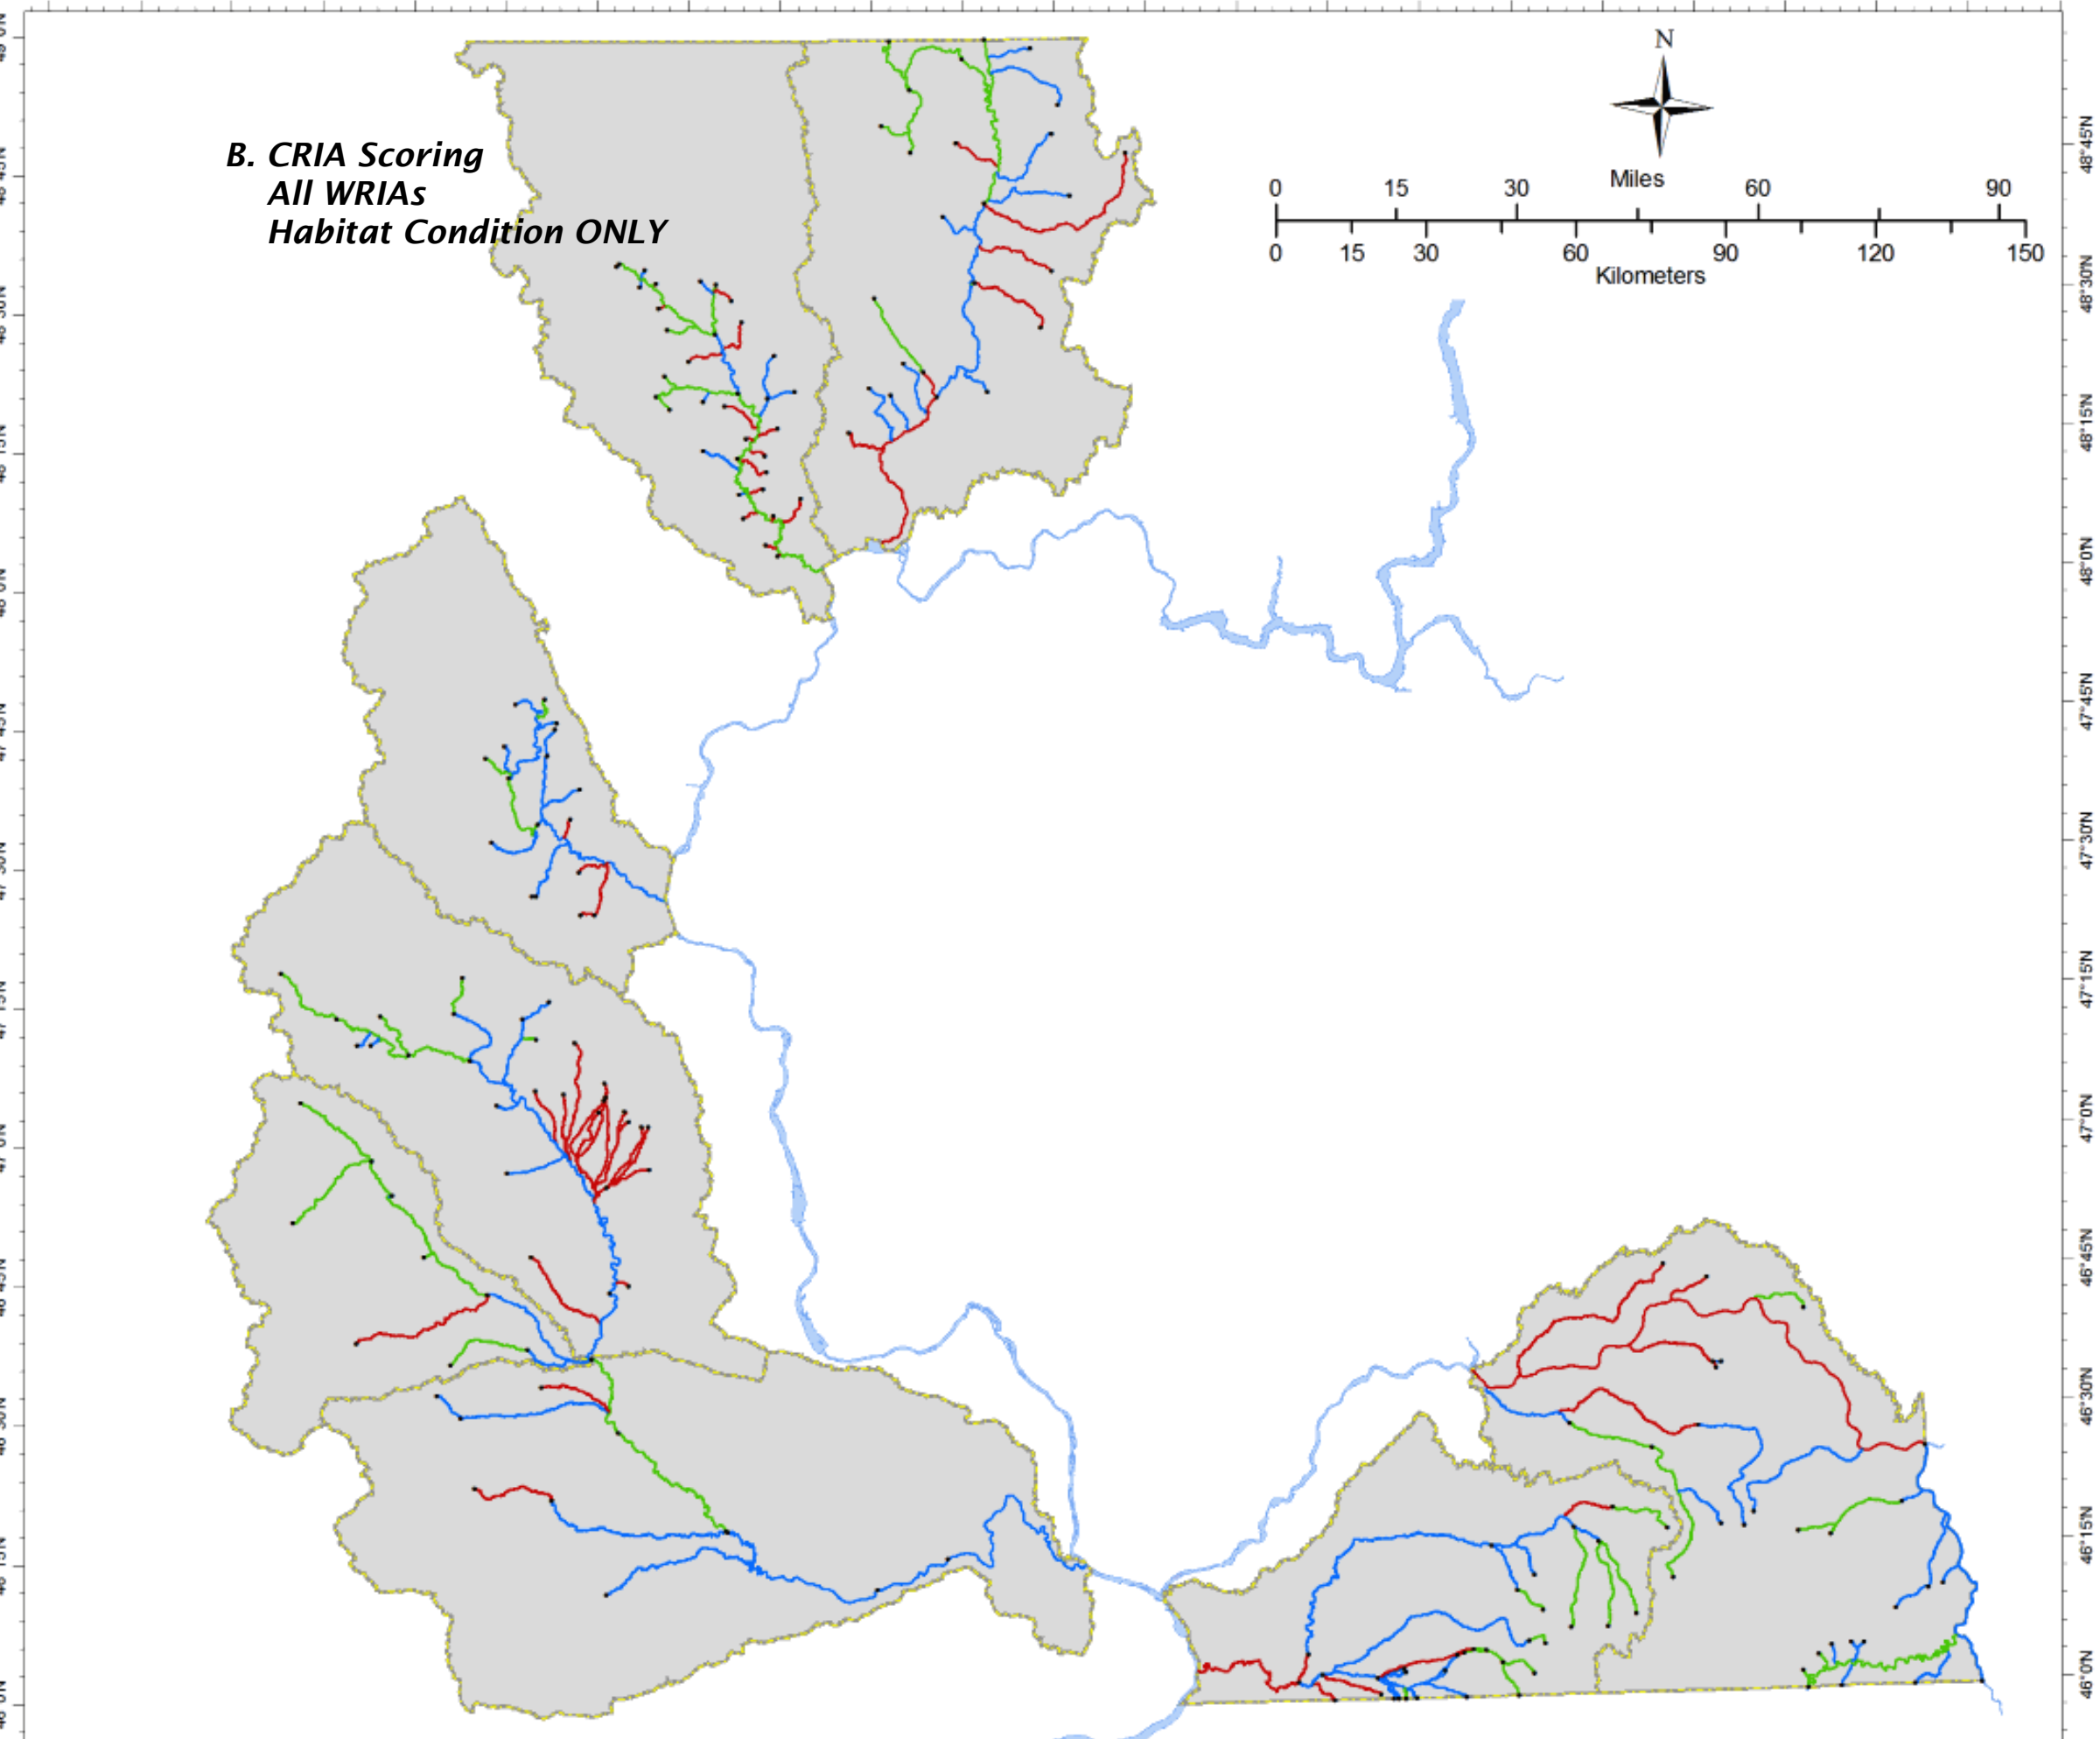 N
B. CRIA Scoring
All WRIAs
Habitat Condition ONLY
Miles
0 15 30 60 90
0 15 30 60 90 120 150
Kilometers
48°45'N
48°30'N
48°15'N
48°0'N
47°45'N
47°30'N
47°15'N
47°0'N
46°45'N
46°30'N
46°15'N
46°0'N